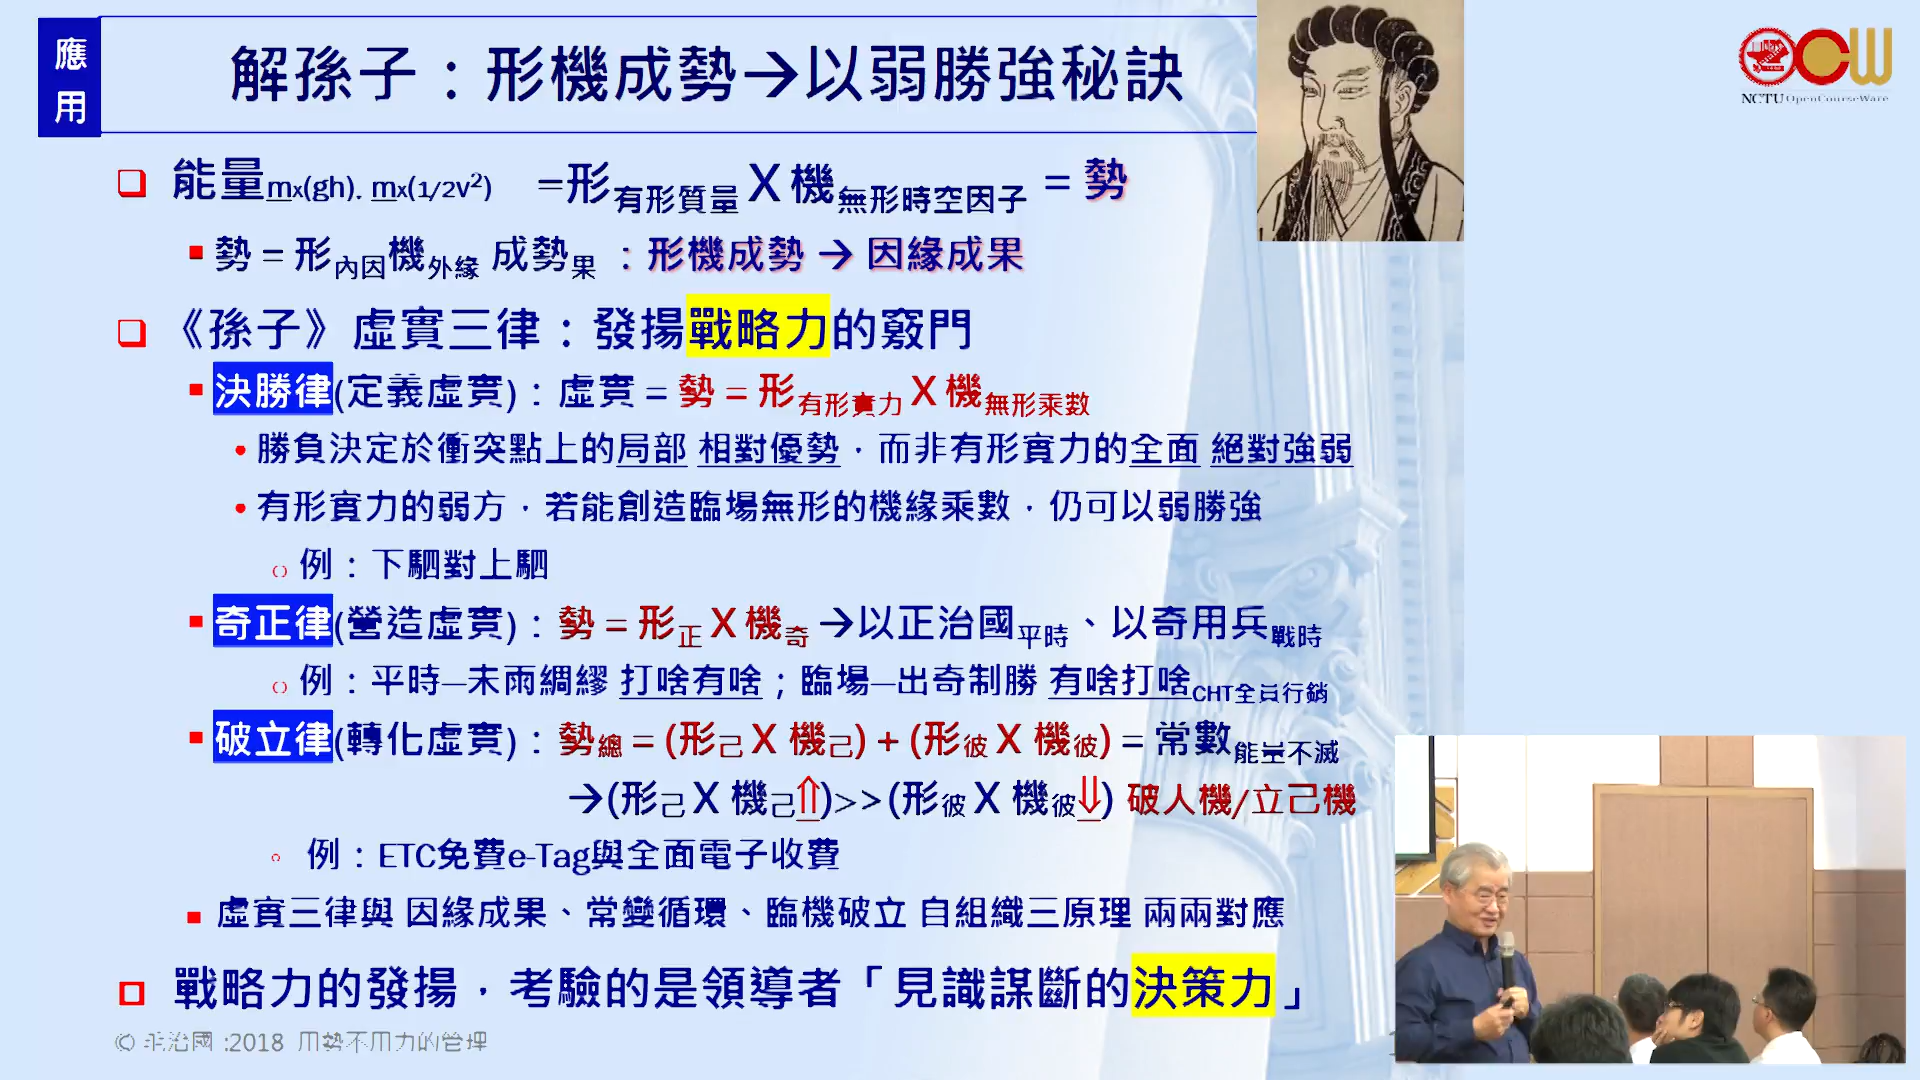 應用
解孫子：形機成勢→以弱勝強秘訣
NCTU OpenCourseWare
能量mx(gh), mx(1/2v²) =形有形質量 X 機無形時空因子 = 勢
勢 = 形內因機外緣 成勢果 ：形機成勢 → 因緣成果
《孫子》虛實三律：發揚戰略力的竅門
決勝律(定義虛實)：虛實 = 勢 = 形有形實力 X 機無形乘數
勝負決定於衝突點上的局部 相對優勢，而非有形實力的全面 絕對強弱
有形實力的弱方，若能創造臨場無形的機緣乘數，仍可以弱勝強
例：下駟對上駟
奇正律(營造虛實)：勢 = 形正 X 機奇 →以正治國平時、以奇用兵戰時
例：平時—未雨綢繆 打啥有啥；臨場—出奇制勝 有啥打啥CHT全員行銷
破立律(轉化虛實)：勢總 = (形己 X 機己) + (形彼 X 機彼) = 常數能量不滅
→(形己 X 機己⇑)>>(形彼 X 機彼⇓) 破人機/立己機
例：ETC免費e-Tag與全面電子收費
虛實三律與 因緣成果、常變循環、臨機破立 自組織三原理 兩兩對應
戰略力的發揚，考驗的是領導者「見識謀斷的決策力」
© 毛治國 :2018 用勢不用力的管理